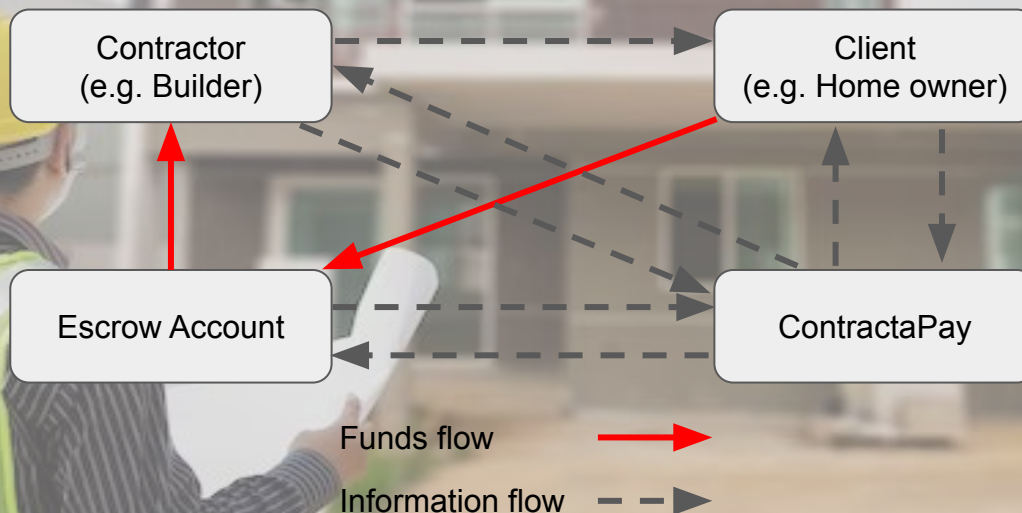 Contractor
(e.g. Builder)
Client
(e.g. Home owner)
Escrow Account
ContractaPay
Funds flow
Information flow